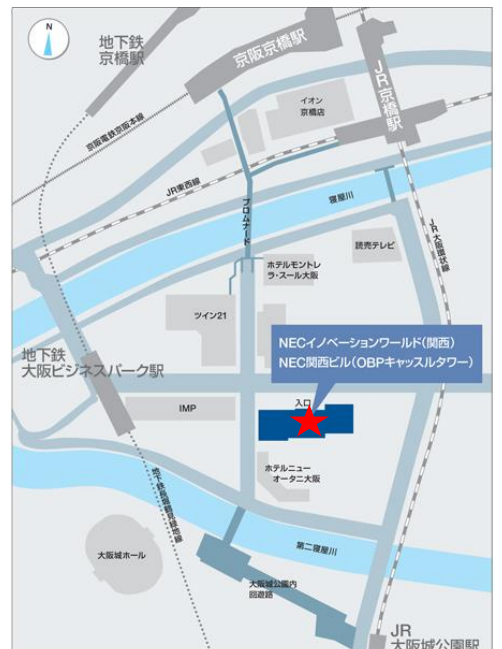 N
地下鉄
京橋駅
京阪京橋駅
JR京橋駅
イオン
京橋店
京阪電鉄京阪本線
JR東西線
プロムナード
寝屋川
JR大阪環状線
読売テレビ
ホテルモントレ
ラ・スール大阪
ツイン21
NECイノベーションワールド(関西)
NEC関西ビル(OBPキャッスルタワー)
地下鉄
大阪ビジネスパーク駅
入口
IMP
ホテルニュー
オータニ大阪
地下鉄長堀鶴見緑地線
第二寝屋川
大阪城ホール
大阪城公園内
回遊路
JR
大阪城公園駅